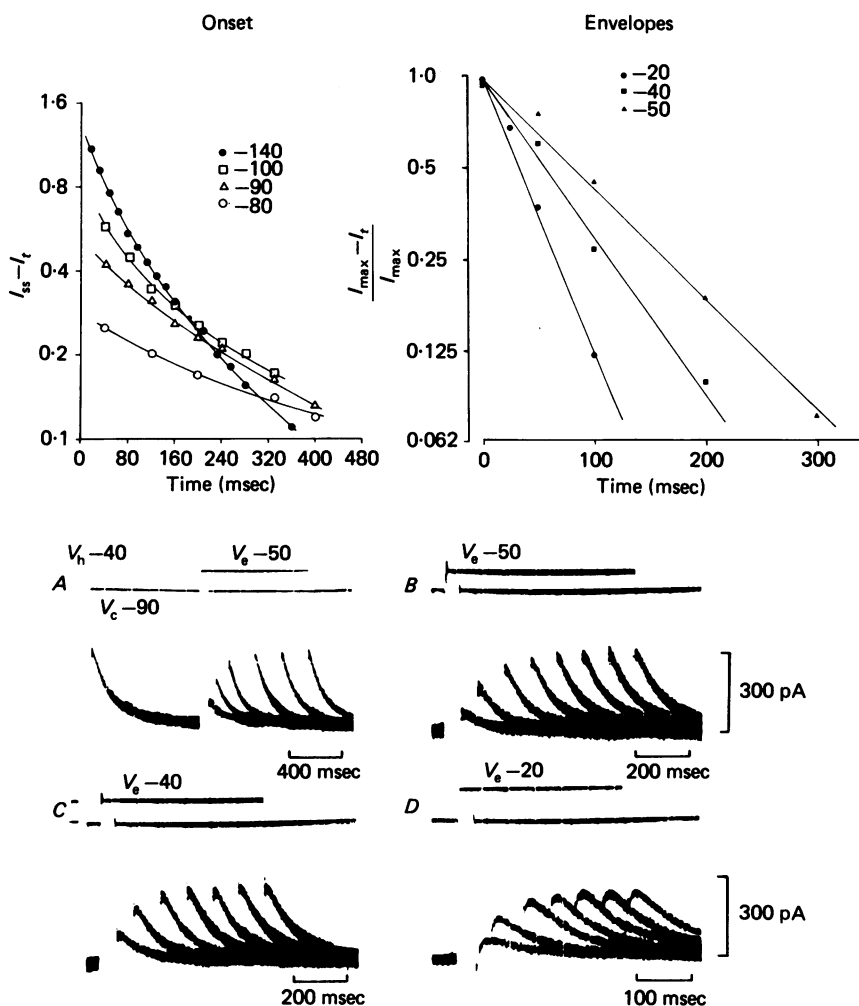 Onset
Envelopes
1·6
0·8
0·4
0·2
0·1
I_ss–I_t
−140
−100
−90
−80
0 80 160 240 320 400 480
Time (msec)
1·0
0·5
0·25
0·125
0·062
I_max–I_t
I_max
−20
−40
−50
0 100 200 300
Time (msec)
A
V_h −40
V_e −50
V_c −90
400 msec
B
V_e −50
300 pA
200 msec
C
V_e −40
200 msec
D
V_e −20
300 pA
100 msec